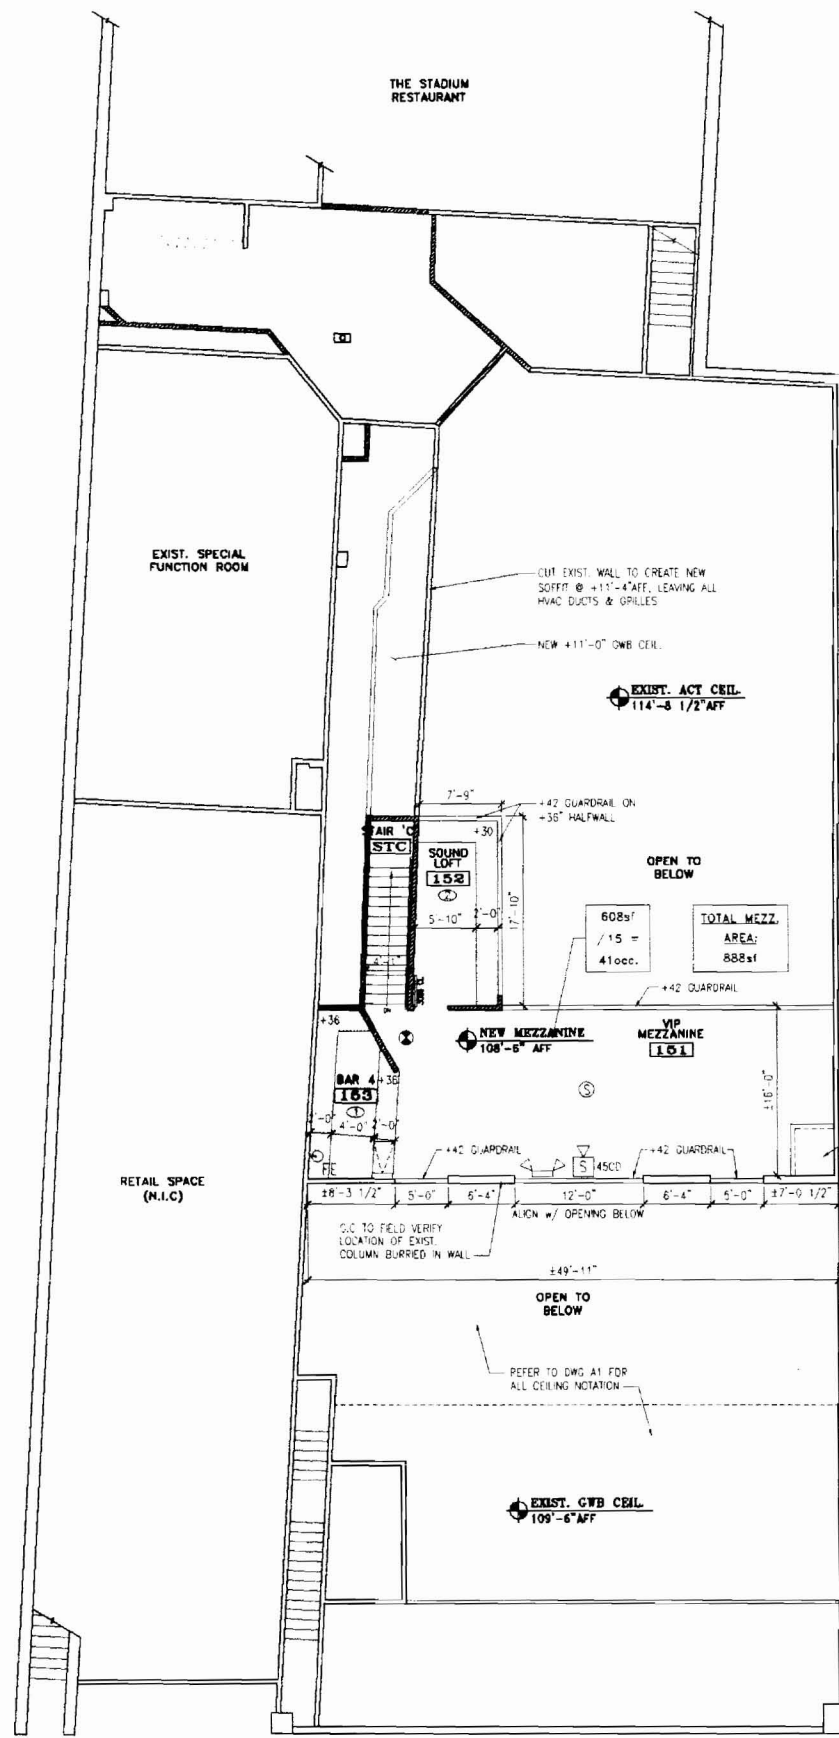 THE STADIUM
RESTAURANT
EXIST. SPECIAL
FUNCTION ROOM
CUT EXIST. WALL TO CREATE NEW
SOFFIT @ +11'-4"AFF, LEAVING ALL
HVAC DUCTS & GRILLES
NEW +11'-0" GWB CEIL.
EXIST. ACT CEIL.
114'-8 1/2"AFF
7'-9"
+42 GUARDRAIL ON
+36" HALFWALL
STAIR 'C'
STC
+30
SOUND
LOFT
152
2
5'-10"
2'-0"
17'-10"
OPEN TO
BELOW
608sf
/15 =
41occ.
TOTAL MEZZ.
AREA:
888sf
+42 GUARDRAIL
+36
NEW MEZZANINE
108'-6" AFF
VIP
MEZZANINE
151
BAR 4
+36
153
1
4'-0"
2'-0"
S
±16'-0"
FE
+42 GUARDRAIL
S
45CD
+42 GUARDRAIL
RETAIL SPACE
(N.I.C)
±8'-3 1/2"
5'-0"
6'-4"
12'-0"
6'-4"
5'-0"
±7'-0 1/2"
ALIGN w/ OPENING BELOW
G.C. TO FIELD VERIFY
LOCATION OF EXIST.
COLUMN BURRIED IN WALL
±49'-11"
OPEN TO
BELOW
REFER TO DWG A1 FOR
ALL CEILING NOTATION
EXIST. GWB CEIL.
109'-6"AFF